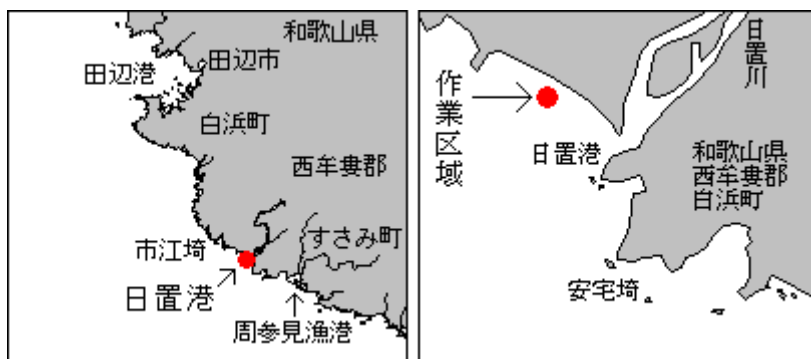 和歌山県
田辺市
田辺港
白浜町
西牟婁郡
すさみ町
市江埼
日置港
周参見漁港
日置川
作業区域
日置港
和歌山県
西牟婁郡
白浜町
安宅埼